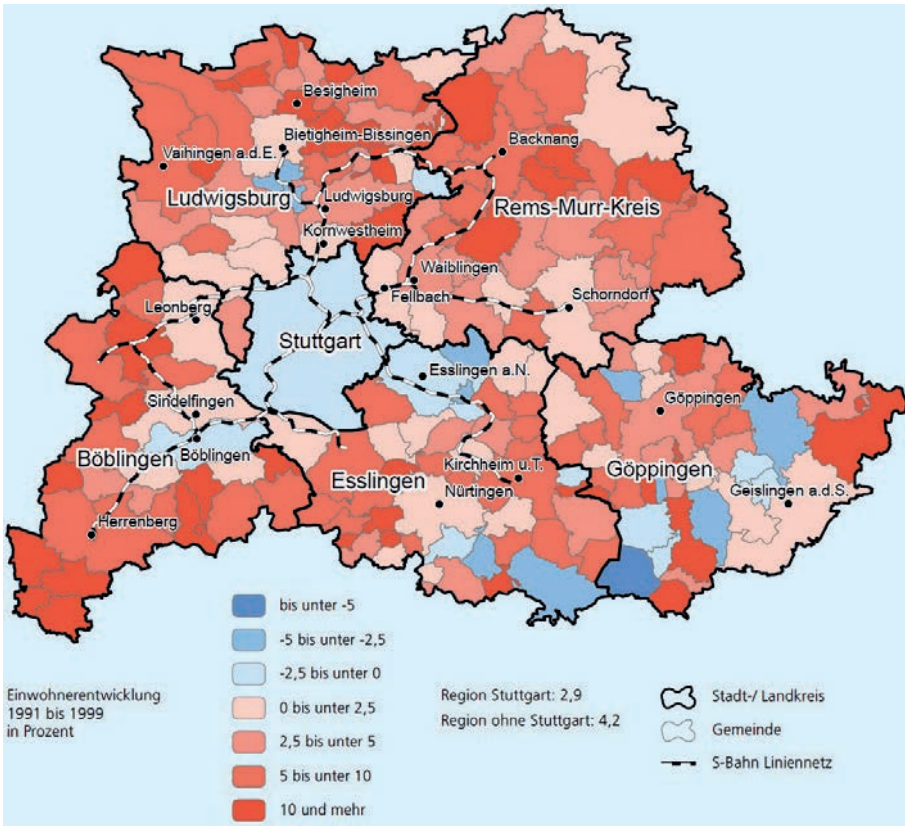 Besigheim
Bietigheim-Bissingen
Backnang
Vaihingen a.d.E.
Ludwigsburg
Ludwigsburg
Rems-Murr-Kreis
Kornwestheim
Waiblingen
Fellbach
Schorndorf
Leonberg
Stuttgart
Esslingen a.N.
Sindelfingen
Göppingen
Böblingen
Böblingen
Kirchheim u.T.
Göppingen
Esslingen
Nürtingen
Geislingen a.d.S.
Herrenberg
bis unter -5
-5 bis unter -2,5
-2,5 bis unter 0
0 bis unter 2,5
2,5 bis unter 5
5 bis unter 10
10 und mehr
Einwohnerentwicklung
1991 bis 1999
in Prozent
Region Stuttgart: 2,9
Region ohne Stuttgart: 4,2
Stadt-/ Landkreis
Gemeinde
S-Bahn Liniennetz